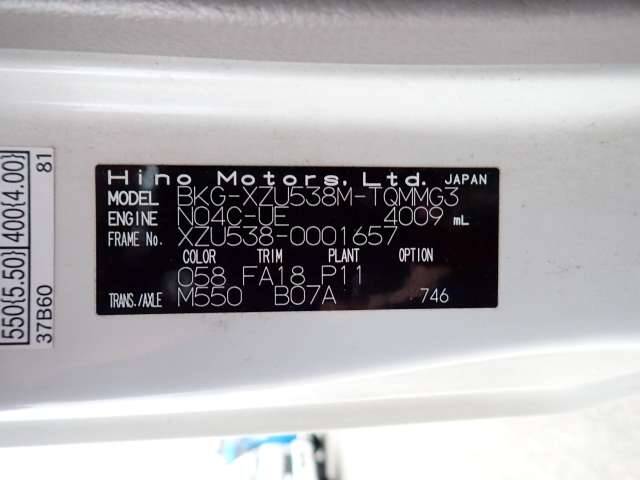 Hino Motors, Ltd. JAPAN
MODEL BKG-XZU538M-TQMMG3
ENGINE N04C-UE 4009 mL
FRAME No. XZU538-0001657
COLOR TRIM PLANT OPTION
058 FA18 P11
TRANS./AXLE M550 B07A 746
550{5.50} 400{4.00}
37B60 81